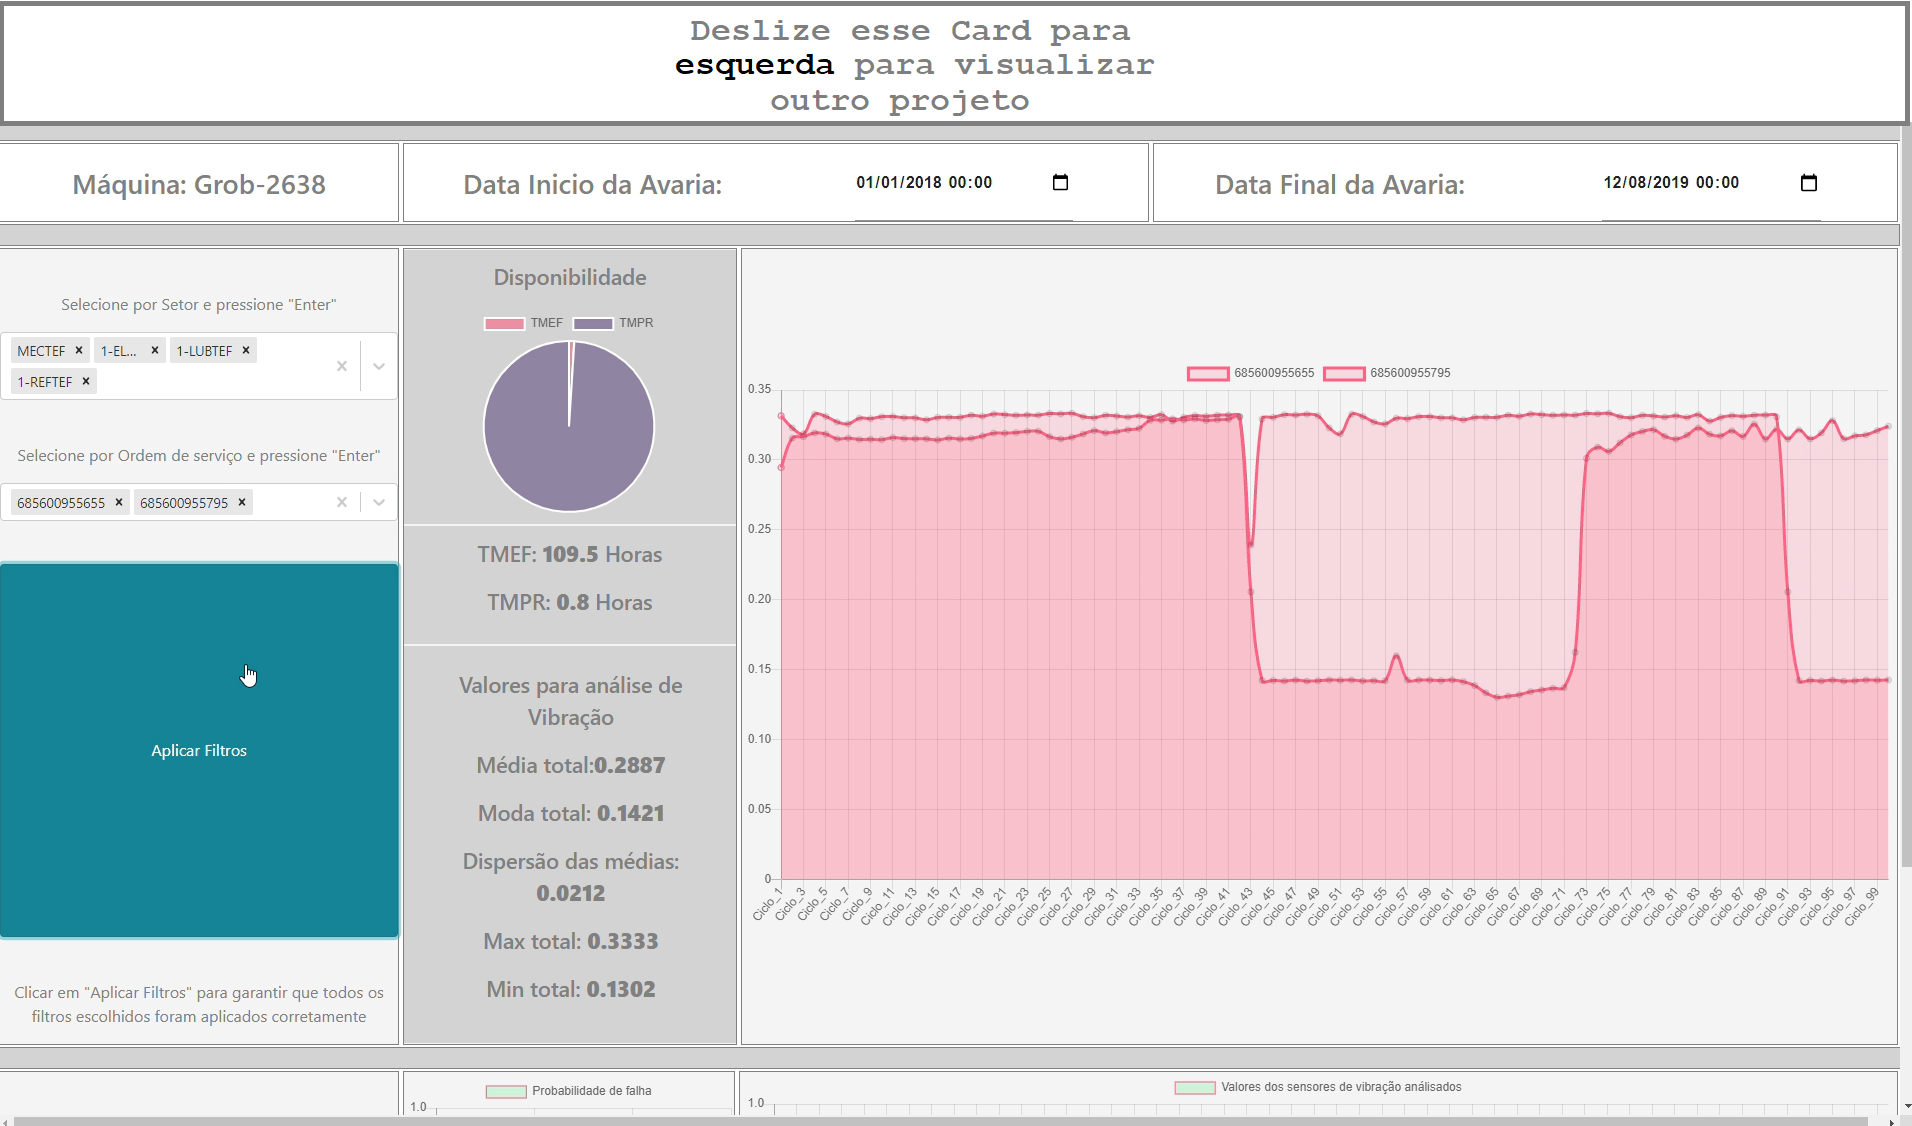 Deslize esse Card para
esquerda para visualizar
outro projeto
Máquina: Grob-2638
Data Inicio da Avaria:
01/01/2018 00:00
Data Final da Avaria:
12/08/2019 00:00
Selecione por Setor e pressione "Enter"
MECTEF
1-EL...
1-LUBTEF
1-REFTEF
Selecione por Ordem de serviço e pressione "Enter"
685600955655
685600955795
Aplicar Filtros
Clicar em "Aplicar Filtros" para garantir que todos os
filtros escolhidos foram aplicados corretamente
Disponibilidade
TMEF
TMPR
TMEF: 109.5 Horas
TMPR: 0.8 Horas
Valores para análise de
Vibração
Média total:0.2887
Moda total: 0.1421
Dispersão das médias:
0.0212
Max total: 0.3333
Min total: 0.1302
685600955655
685600955795
0.35
0.30
0.25
0.20
0.15
0.10
0.05
0
Ciclo_1
Ciclo_3
Ciclo_5
Ciclo_7
Ciclo_9
Ciclo_11
Ciclo_13
Ciclo_15
Ciclo_17
Ciclo_19
Ciclo_21
Ciclo_23
Ciclo_25
Ciclo_27
Ciclo_29
Ciclo_31
Ciclo_33
Ciclo_35
Ciclo_37
Ciclo_39
Ciclo_41
Ciclo_43
Ciclo_45
Ciclo_47
Ciclo_49
Ciclo_51
Ciclo_53
Ciclo_55
Ciclo_57
Ciclo_59
Ciclo_61
Ciclo_63
Ciclo_65
Ciclo_67
Ciclo_69
Ciclo_71
Ciclo_73
Ciclo_75
Ciclo_77
Ciclo_79
Ciclo_81
Ciclo_83
Ciclo_85
Ciclo_87
Ciclo_89
Ciclo_91
Ciclo_93
Ciclo_95
Ciclo_97
Ciclo_99
Probabilidade de falha
1.0
Valores dos sensores de vibração análisados
1.0